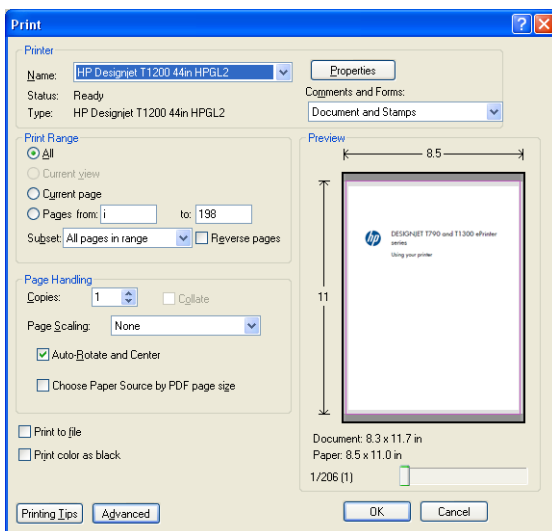 Print
Printer
Name: HP Designjet T1200 44in HPGL2
Properties
Status: Ready
Comments and Forms:
Type: HP Designjet T1200 44in HPGL2
Document and Stamps
Print Range
All
Current view
Current page
Pages from: i to: 198
Subset: All pages in range Reverse pages
Page Handling
Copies: 1 Collate
Page Scaling: None
Auto-Rotate and Center
Choose Paper Source by PDF page size
Print to file
Print color as black
Printing Tips Advanced
Preview
8.5
11
hp
DESIGNJET T790 and T1300 ePrinter
series
Using your printer
Document: 8.3 x 11.7 in
Paper: 8.5 x 11.0 in
1/206 (1)
OK Cancel